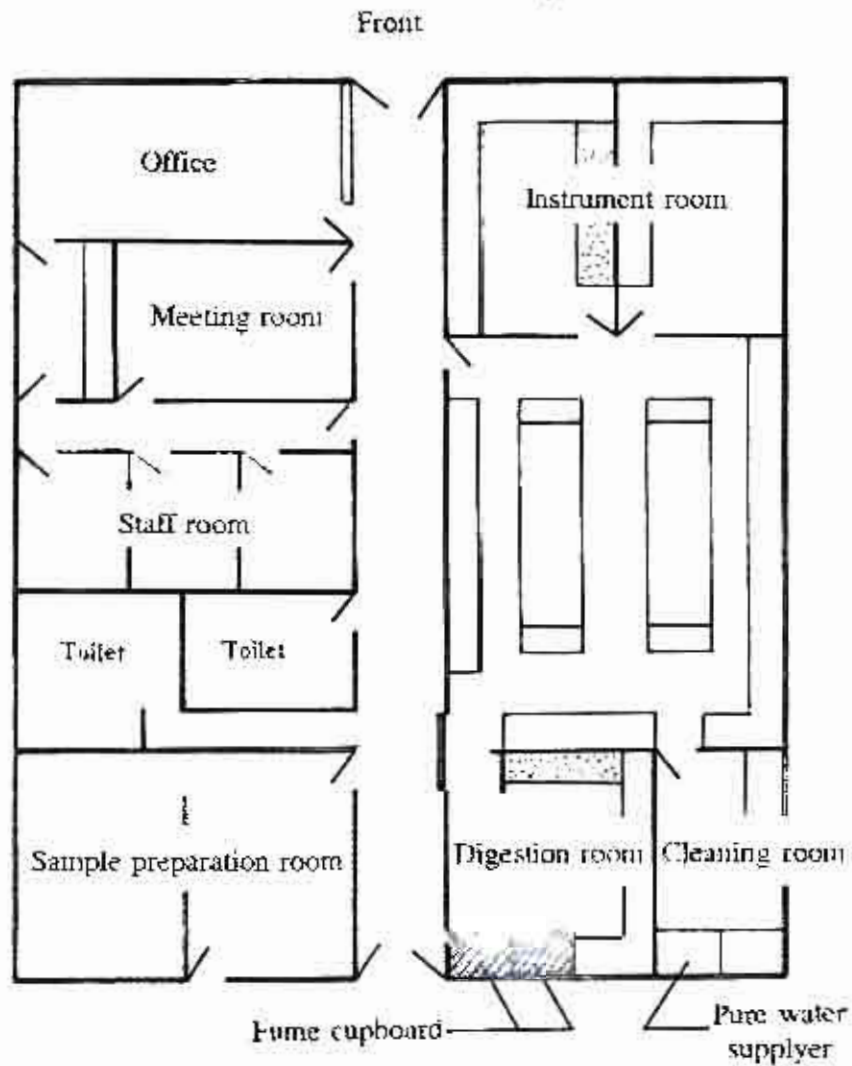 Front
Office
Instrument room
Meeting room
Staff room
Toilet
Toilet
Sample preparation room
Digestion room
Cleaning room
Fume cupboard
Pure water
supplyer